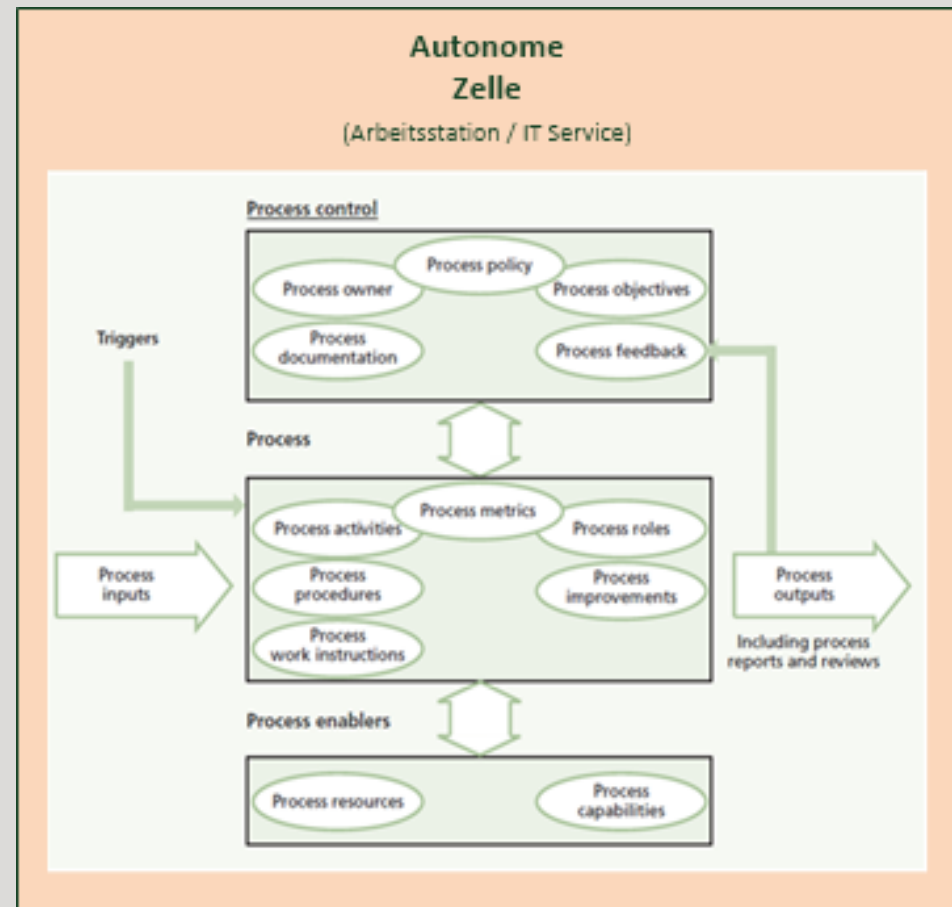 Autonome
Zelle
(Arbeitsstation / IT Service)
Process control
Process policy
Process owner
Process objectives
Process
documentation
Process feedback
Triggers
Process
Process metrics
Process activities
Process roles
Process
inputs
Process
procedures
Process
improvements
Process
outputs
Process
work instructions
Including process
reports and reviews
Process enablers
Process resources
Process
capabilities